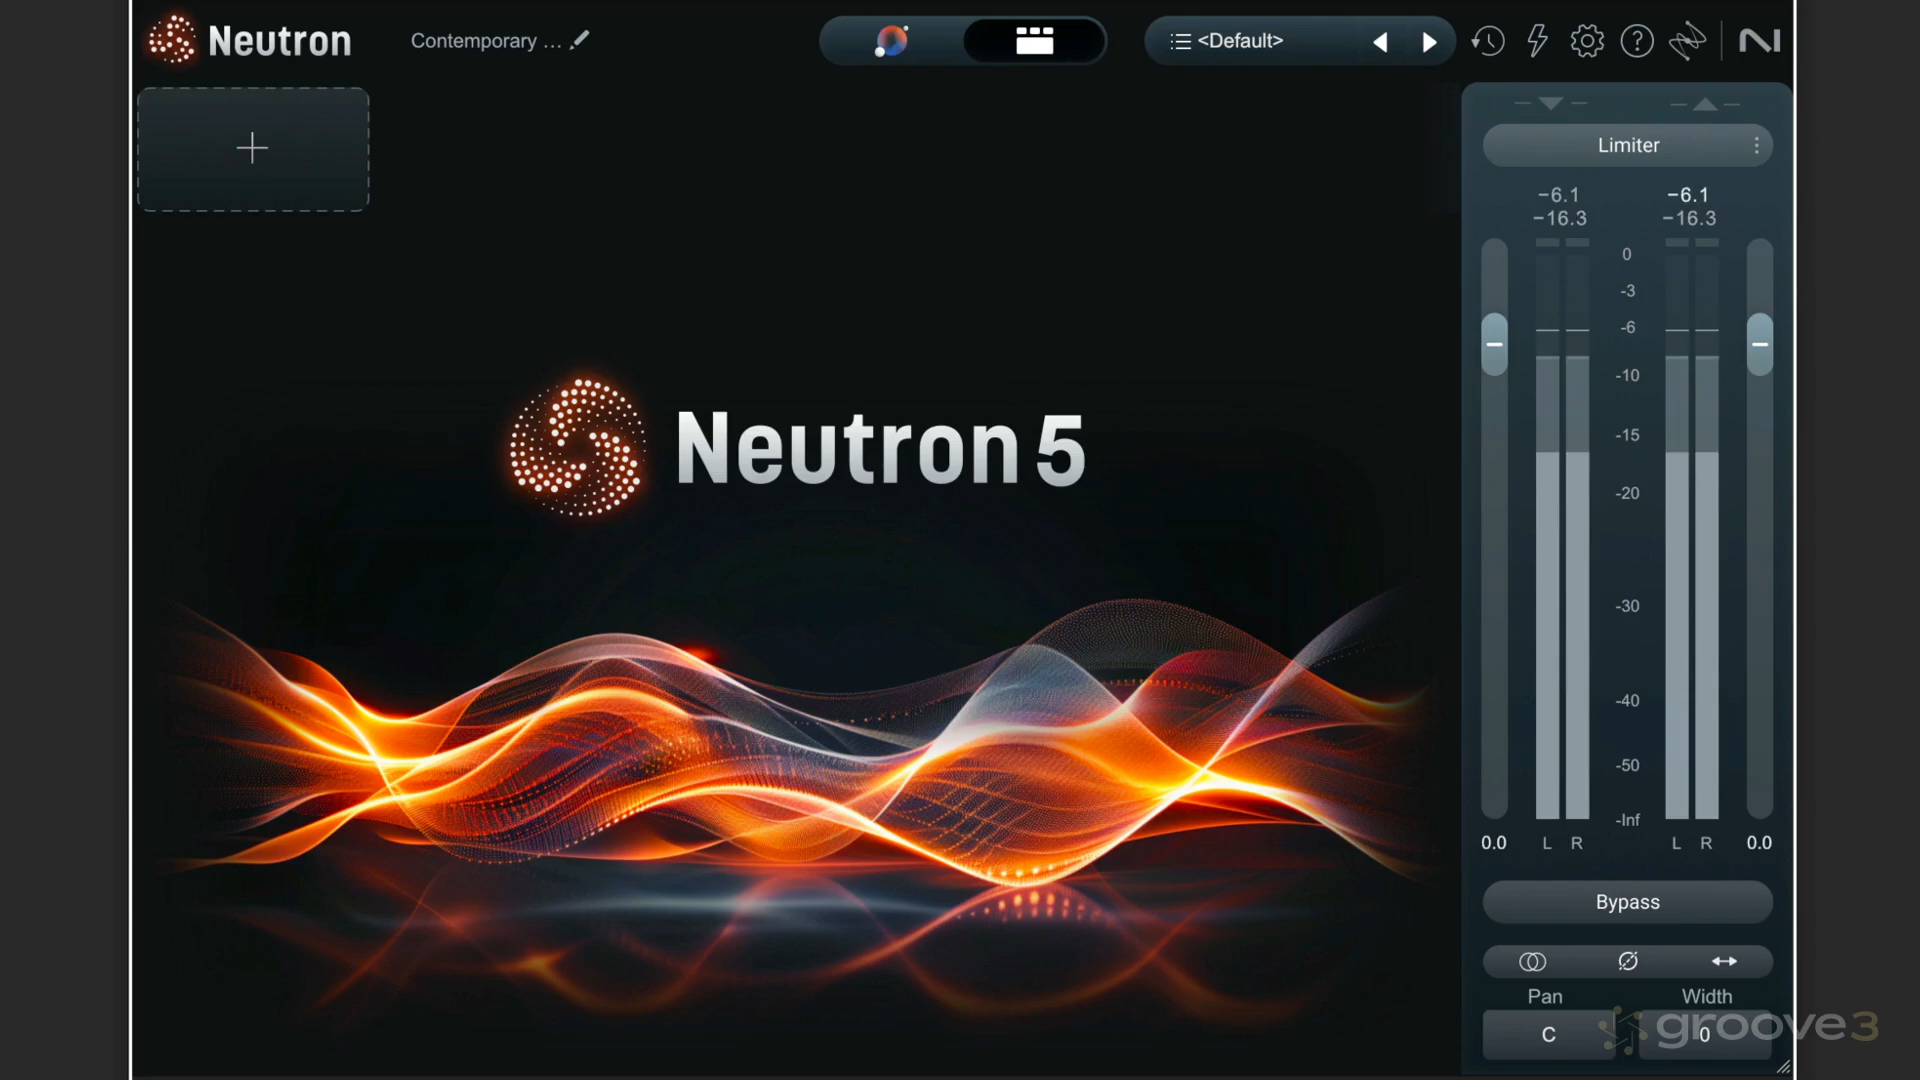 Neutron
Contemporary ...
<Default>
Limiter
-6.1
-6.1
-16.3
-16.3
0
-3
-6
-10
-15
-20
-30
-40
-50
-Inf
0.0
L
R
L
R
0.0
Neutron 5
Bypass
Pan
Width
C
0
groove3